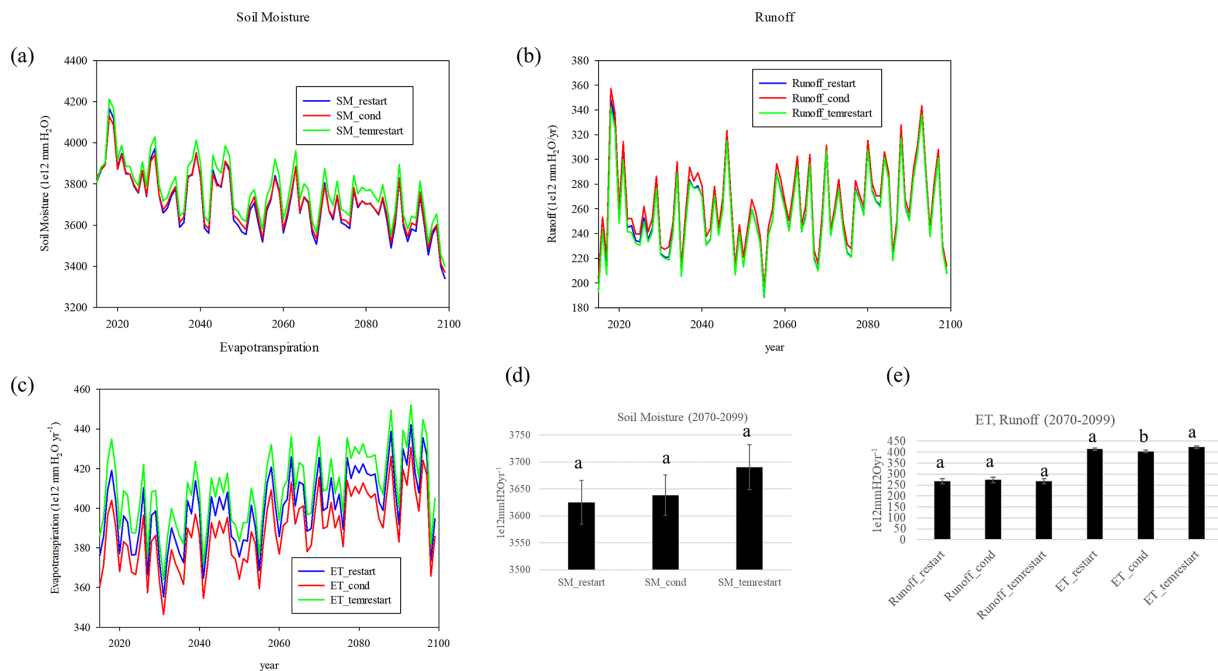 Soil Moisture
Runoff
(a)
(b)
4400
4200
4000
3800
3600
3400
3200
Soil Moisture (1e12 mm H₂O)
SM_restart
SM_cond
SM_temrestart
2020
2040
2060
2080
2100
380
360
340
320
300
280
260
240
220
200
180
Runoff (1e12 mm H₂O/yr)
Runoff_restart
Runoff_cond
Runoff_temrestart
2020
2040
2060
2080
2100
year
Evapotranspiration
(c)
460
440
420
400
380
360
340
Evapotranspiration (1e12 mm H₂O yr⁻¹)
ET_restart
ET_cond
ET_temrestart
2020
2040
2060
2080
2100
year
(d)
Soil Moisture (2070-2099)
3750
3700
3650
3600
3550
3500
1e12mmH2Oyr¹
a
a
a
SM_restart
SM_cond
SM_temrestart
(e)
ET, Runoff (2070-2099)
450
400
350
300
250
200
150
100
50
0
1e12mmH2Oyr¹
a
a
a
a
b
a
Runoff_restart
Runoff_cond
Runoff_temrestart
ET_restart
ET_cond
ET_temrestart